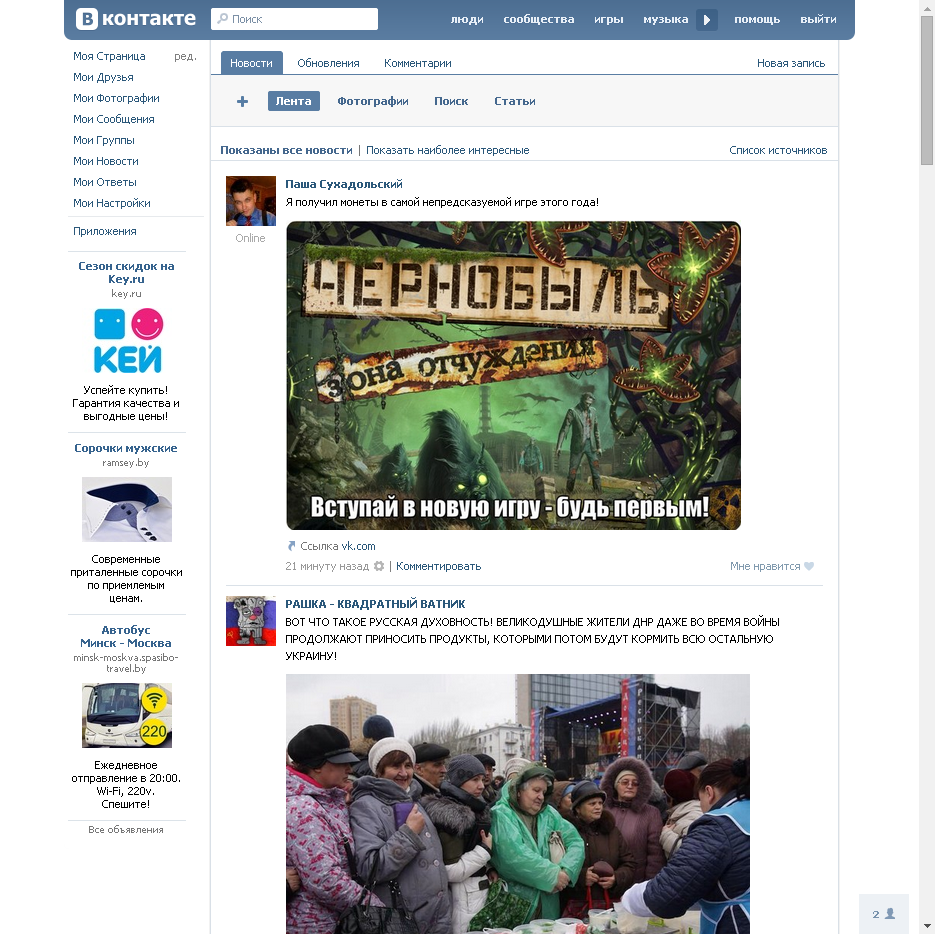 В контакте
Поиск
люди сообщества игры музыка помощь выйти
Моя Страница ред.
Мои Друзья
Мои Фотографии
Мои Сообщения
Мои Группы
Мои Новости
Мои Ответы
Мои Настройки
Приложения
Сезон скидок на
Key.ru
key.ru
КЕЙ
Успейте купить!
Гарантия качества и
выгодные цены!
Сорочки мужские
ramsey.by
Современные
приталенные сорочки
по приемлемым
ценам.
Автобус
Минск - Москва
minsk-moskva.spasibo-
travel.by
220
Ежедневное
отправление в 20:00.
Wi-Fi, 220v.
Спешите!
Все объявления
Новости Обновления Комментарии Новая запись
+ Лента Фотографии Поиск Статьи
Показаны все новости | Показать наиболее интересные Список источников
Паша Сухадольский
Я получил монеты в самой непредсказуемой игре этого года!
Online
ЧЕРНОБЫЛЬ
зона отчуждения
Вступай в новую игру - будь первым!
Ссылка vk.com
21 минуту назад | Комментировать Мне нравится
РАШКА - КВАДРАТНЫЙ ВАТНИК
ВОТ ЧТО ТАКОЕ РУССКАЯ ДУХОВНОСТЬ! ВЕЛИКОДУШНЫЕ ЖИТЕЛИ ДНР ДАЖЕ ВО ВРЕМЯ ВОЙНЫ
ПРОДОЛЖАЮТ ПРИНОСИТЬ ПРОДУКТЫ, КОТОРЫМИ ПОТОМ БУДУТ КОРМИТЬ ВСЮ ОСТАЛЬНУЮ
УКРАИНУ!
2